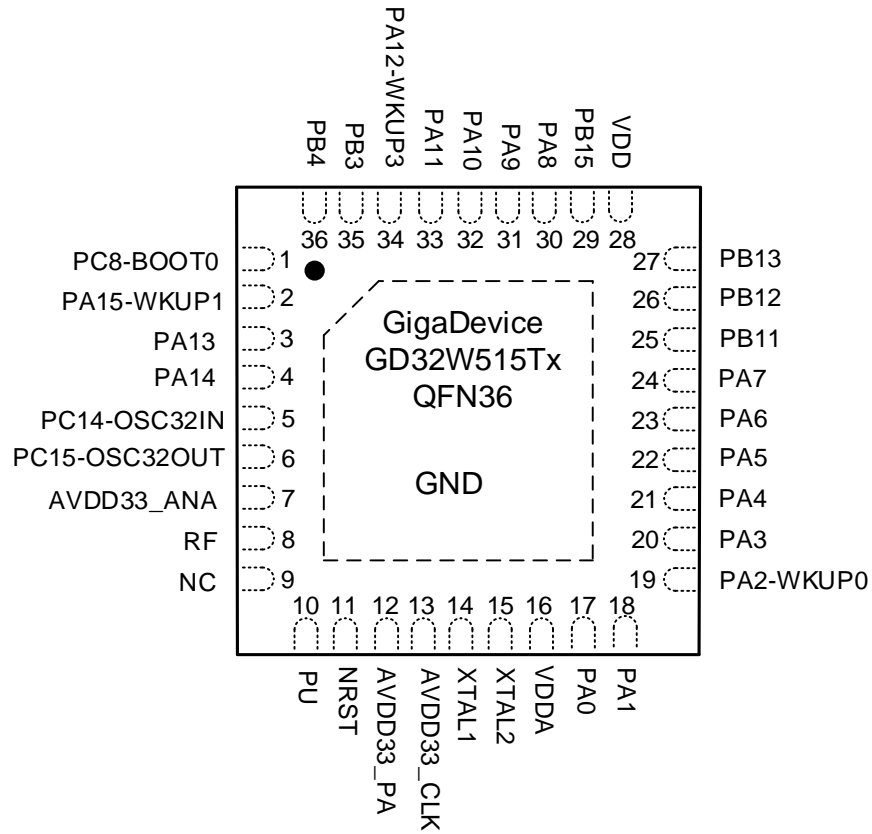 PB4
PB3
PA12-WKUP3
PA11
PA10
PA9
PA8
PB15
VDD
36 35 34 33 32 31 30 29 28
PC8-BOOT0 1
PA15-WKUP1 2
PA13 3
PA14 4
PC14-OSC32IN 5
PC15-OSC32OUT 6
AVDD33_ANA 7
RF 8
NC 9
GigaDevice
GD32W515Tx
QFN36
GND
27 PB13
26 PB12
25 PB11
24 PA7
23 PA6
22 PA5
21 PA4
20 PA3
19 PA2-WKUP0
10 11 12 13 14 15 16 17 18
PU
NRST
AVDD33_PA
AVDD33_CLK
XTAL1
XTAL2
VDDA
PA0
PA1